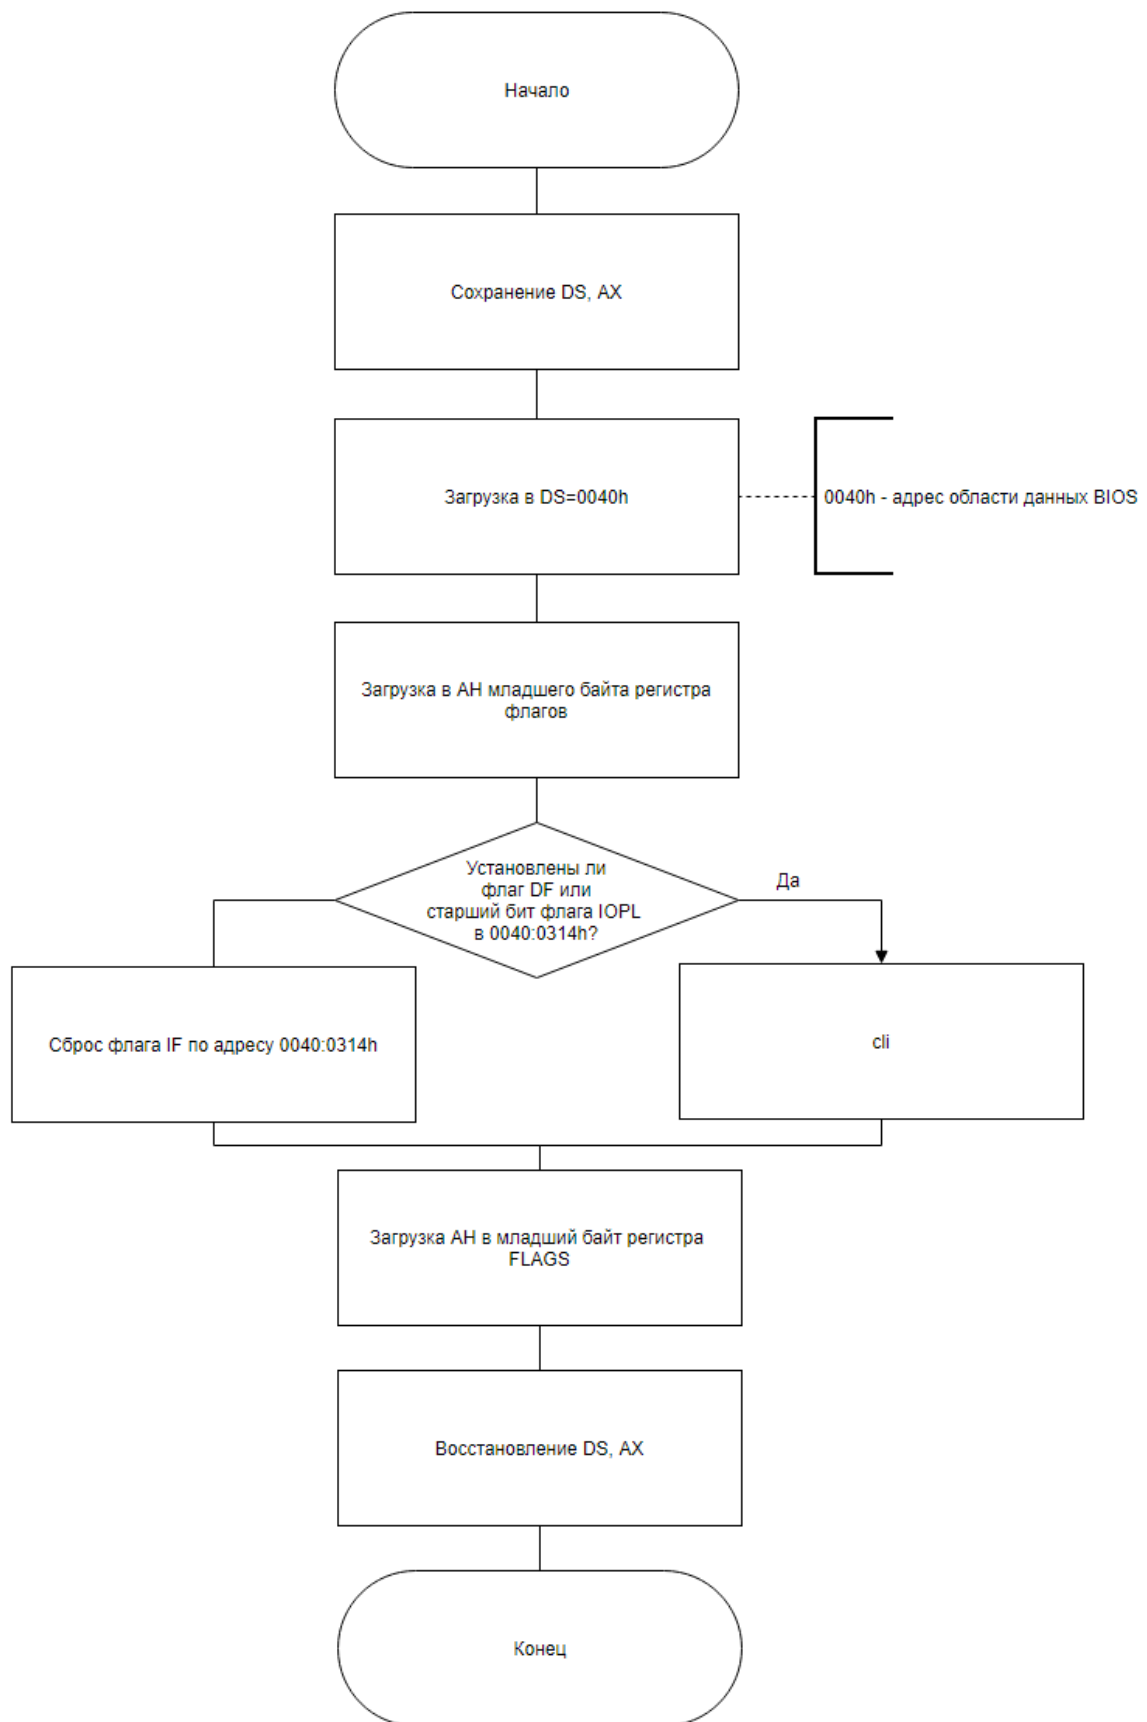 Начало
Сохранение DS, AX
Загрузка в DS=0040h
0040h - адрес области данных BIOS
Загрузка в AH младшего байта регистра
флагов
Установлены ли
флаг DF или
старший бит флага IOPL
в 0040:0314h?
Да
Сброс флага IF по адресу 0040:0314h
cli
Загрузка AH в младший байт регистра
FLAGS
Восстановление DS, AX
Конец